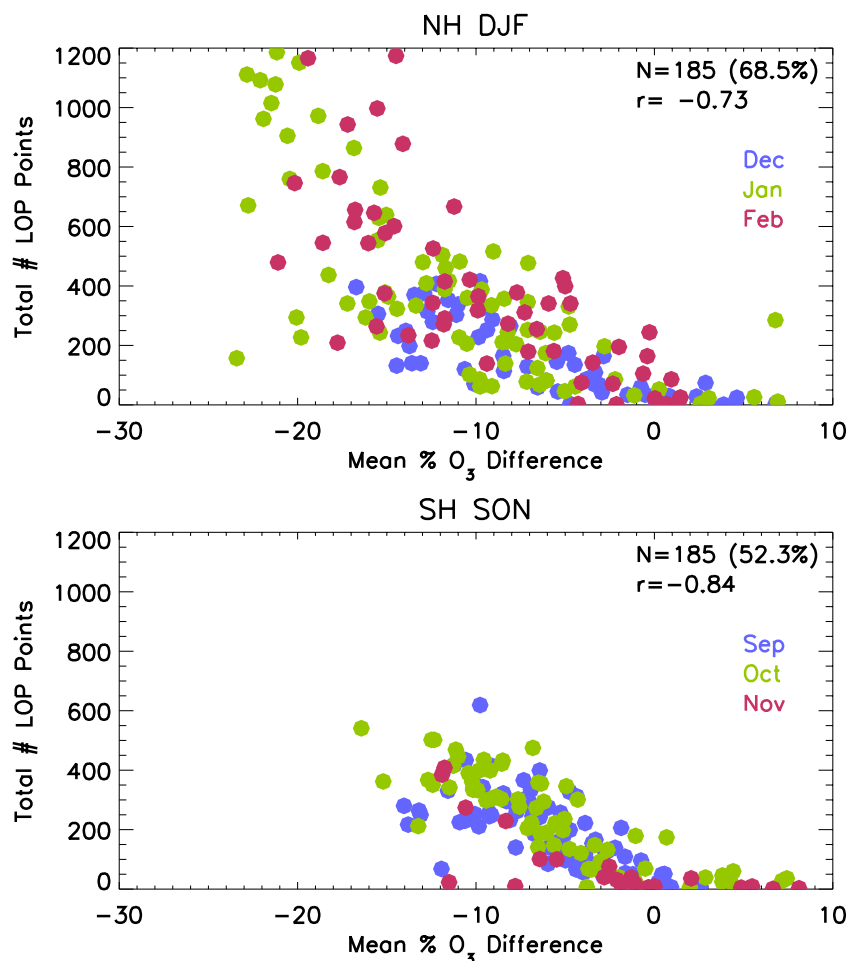 NH DJF
1200
1000
800
600
400
200
0
Total # LOP Points
N=185 (68.5%)
r= -0.73
Dec
Jan
Feb
-30 -20 -10 0 10
Mean % O3 Difference
SH SON
1200
1000
800
600
400
200
0
Total # LOP Points
N=185 (52.3%)
r=-0.84
Sep
Oct
Nov
-30 -20 -10 0 10
Mean % O3 Difference